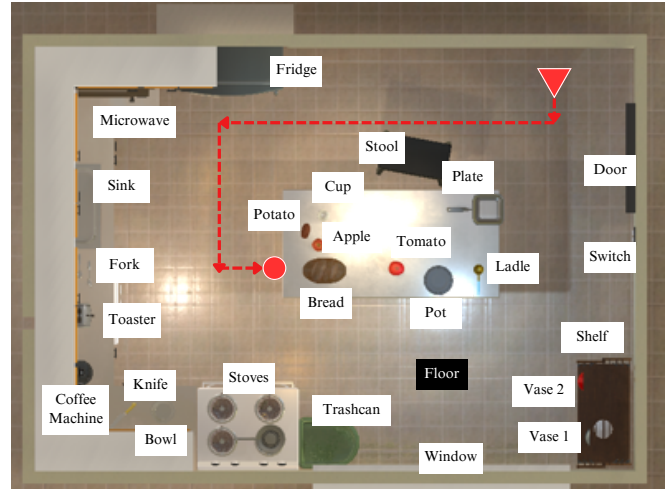 Fridge
Microwave
Stool
Door
Plate
Sink
Cup
Potato
Apple
Tomato
Switch
Fork
Ladle
Bread
Pot
Toaster
Shelf
Stoves
Floor
Knife
Vase 2
Coffee
Machine
Trashcan
Bowl
Vase 1
Window